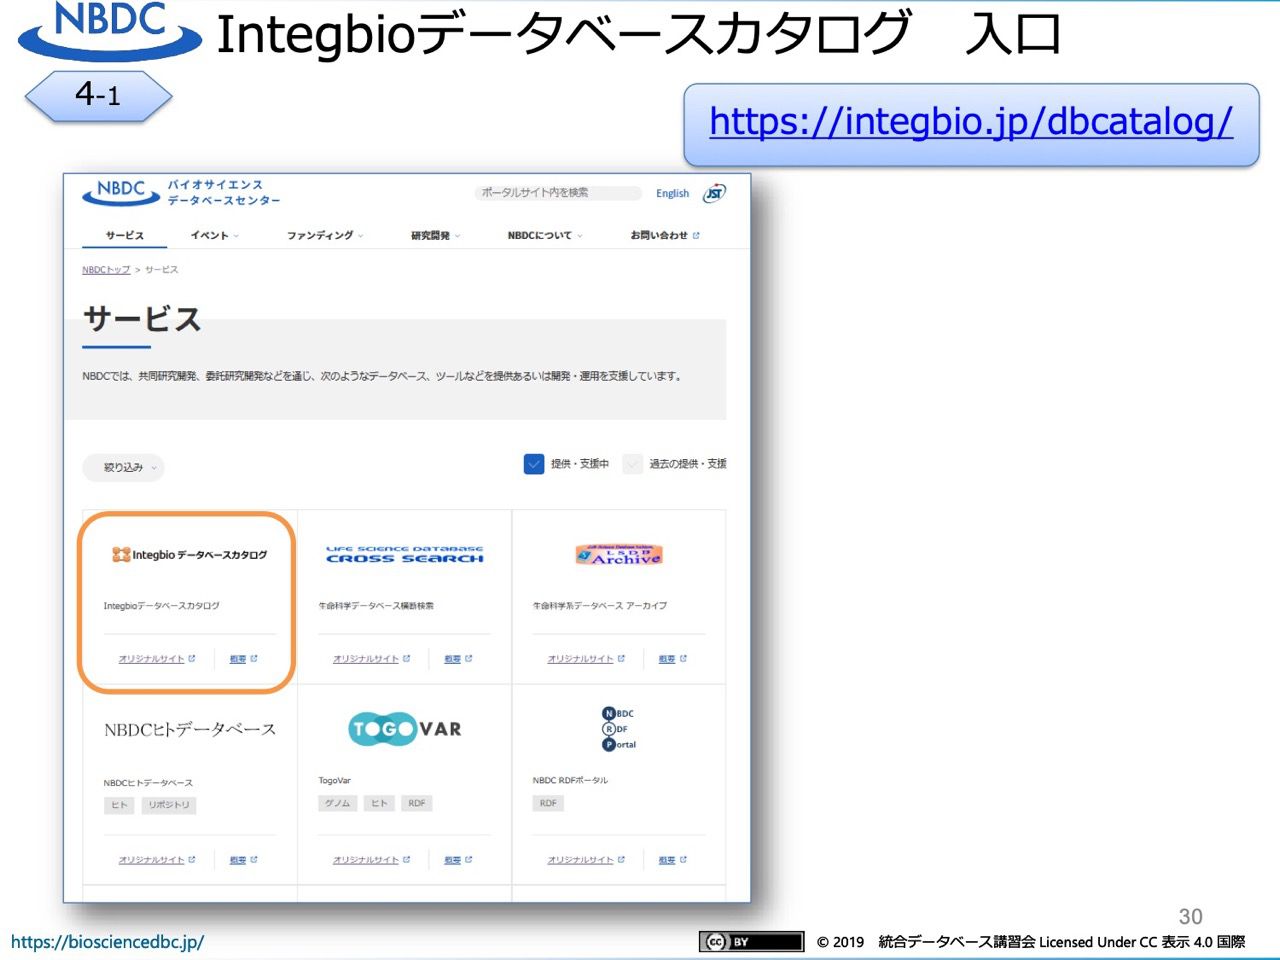 NBDC
Integbioデータベースカタログ　入口
4-1
https://integbio.jp/dbcatalog/
NBDC バイオサイエンス
データベースセンター
ポータルサイト内を検索 English JST
サービス イベント ファンディング 研究開発 NBDCについて お問い合わせ
NBDCトップ > サービス
サービス
NBDCでは、共同研究開発、委託研究開発などを通じ、次のようなデータベース、ツールなどを提供あるいは開発・運用を支援しています。
絞り込み 提供・支援中 過去の提供・支援
Integbio データベースカタログ
Integbioデータベースカタログ
オリジナルサイト 概要
LIFE SCIENCE DATABASE
CROSS SEARCH
生命科学データベース横断検索
オリジナルサイト 概要
LSDB
Archive
生命科学系データベース アーカイブ
オリジナルサイト 概要
NBDCヒトデータベース
NBDCヒトデータベース
ヒト リポジトリ
オリジナルサイト 概要
TOGO VAR
TogoVar
ゲノム ヒト RDF
オリジナルサイト 概要
NBDC
RDF
Portal
NBDC RDFポータル
RDF
オリジナルサイト 概要
30
https://biosciencedbc.jp/
cc BY © 2019　統合データベース講習会 Licensed Under CC 表示 4.0 国際